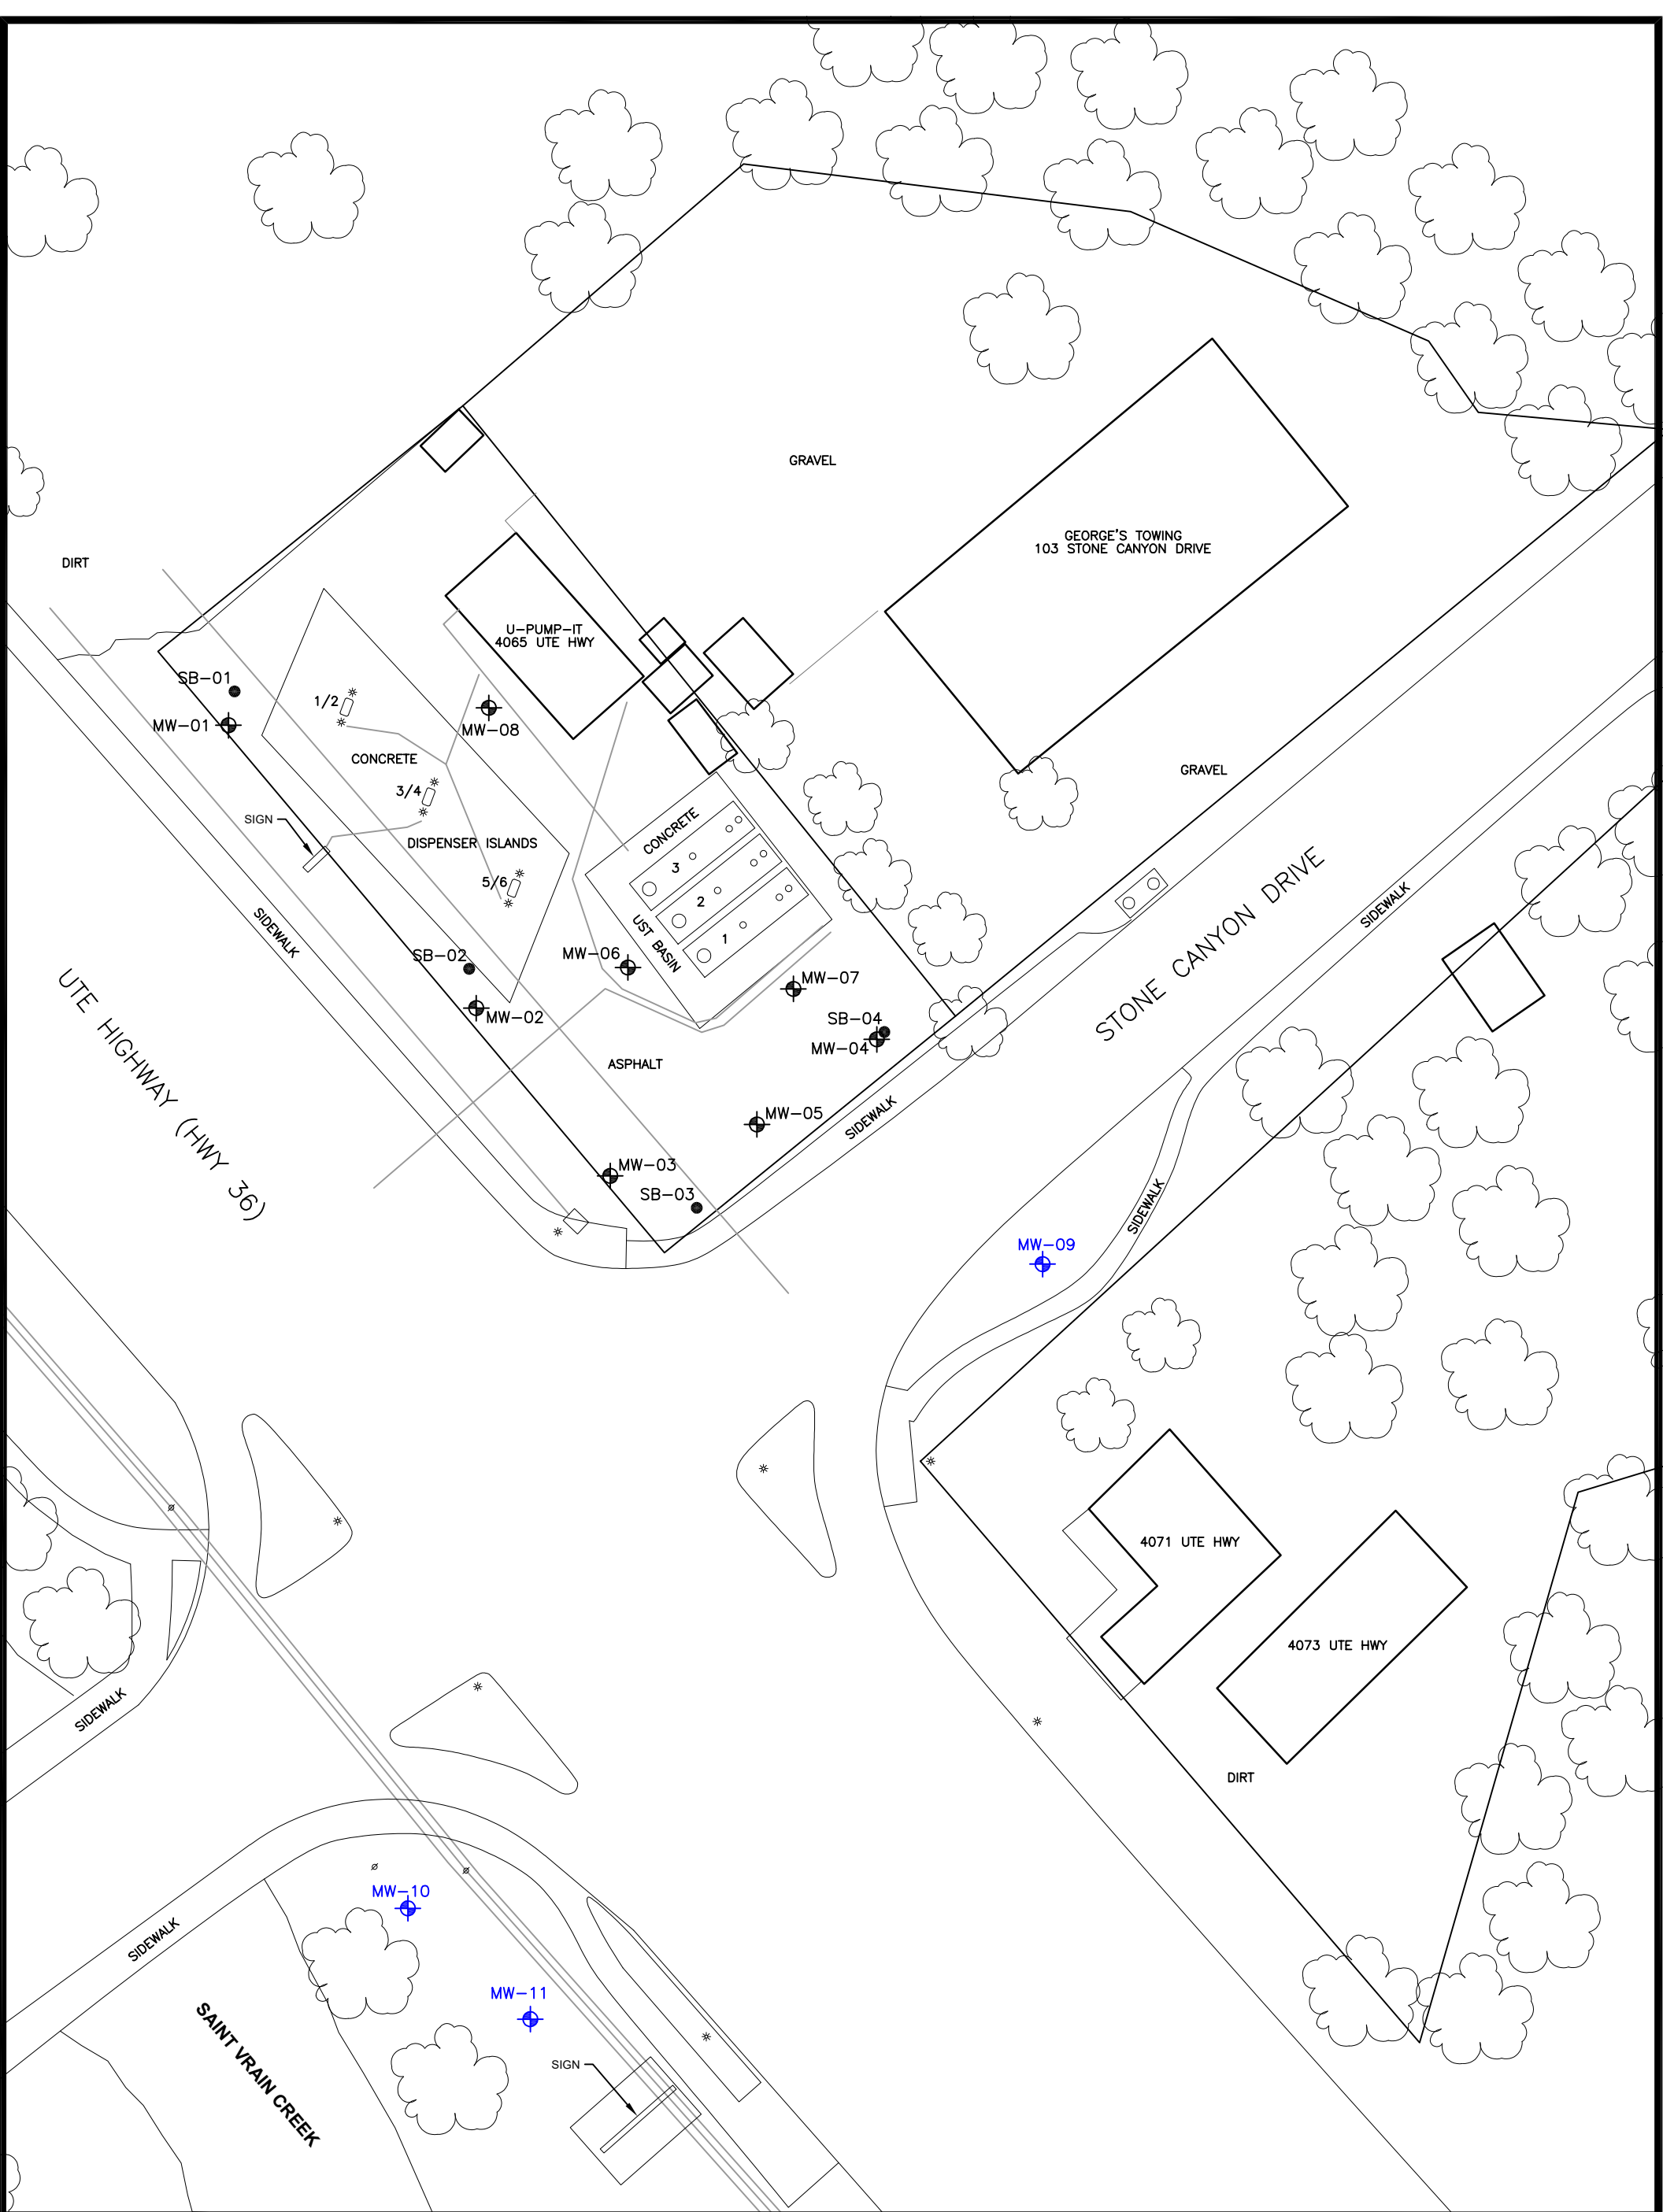 GRAVEL
GEORGE'S TOWING
103 STONE CANYON DRIVE
DIRT
U-PUMP-IT
4065 UTE HWY
SB-01
1/2
MW-01
MW-08
CONCRETE
3/4
GRAVEL
SIGN
DISPENSER ISLANDS
CONCRETE
3
5/6
2
1
UST BASIN
SIDEWALK
SIDEWALK
STONE CANYON DRIVE
SB-02
MW-06
MW-07
MW-02
SB-04
MW-04
UTE HIGHWAY (HWY 36)
ASPHALT
MW-05
SIDEWALK
MW-03
SB-03
SIDEWALK
MW-09
4071 UTE HWY
4073 UTE HWY
SIDEWALK
DIRT
MW-10
SIDEWALK
MW-11
SAINT VRAIN CREEK
SIGN